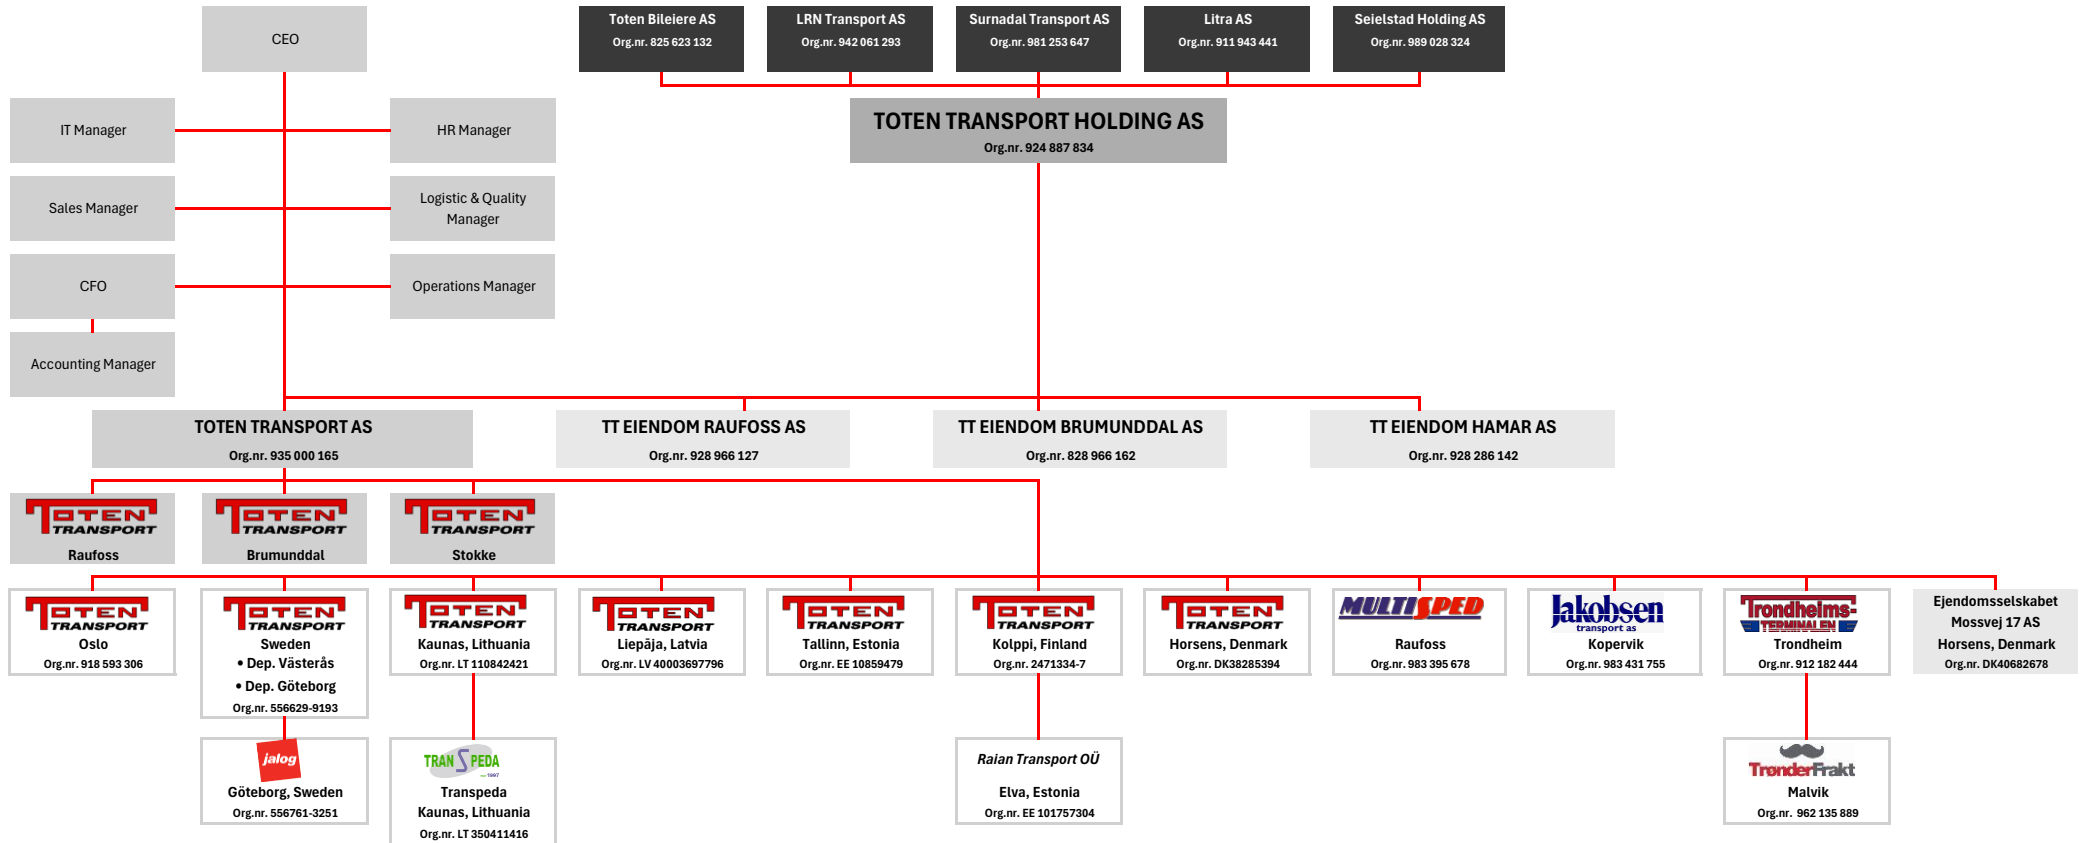 CEO
Toten Bileiere AS
Org.nr. 825 623 132
LRN Transport AS
Org.nr. 942 061 293
Surnadal Transport AS
Org.nr. 981 253 647
Litra AS
Org.nr. 911 943 441
Seielstad Holding AS
Org.nr. 989 028 324
IT Manager
HR Manager
TOTEN TRANSPORT HOLDING AS
Org.nr. 924 887 834
Sales Manager
Logistic & Quality
Manager
CFO
Operations Manager
Accounting Manager
TOTEN TRANSPORT AS
Org.nr. 935 000 165
TT EIENDOM RAUFOSS AS
Org.nr. 928 966 127
TT EIENDOM BRUMUNDDAL AS
Org.nr. 828 966 162
TT EIENDOM HAMAR AS
Org.nr. 928 286 142
TOTEN
TRANSPORT
Raufoss
TOTEN
TRANSPORT
Brumunddal
TOTEN
TRANSPORT
Stokke
TOTEN
TRANSPORT
Oslo
Org.nr. 918 593 306
TOTEN
TRANSPORT
Sweden
• Dep. Västerås
• Dep. Göteborg
Org.nr. 556629-9193
TOTEN
TRANSPORT
Kaunas, Lithuania
Org.nr. LT 110842421
TOTEN
TRANSPORT
Liepāja, Latvia
Org.nr. LV 40003697796
TOTEN
TRANSPORT
Tallinn, Estonia
Org.nr. EE 10859479
TOTEN
TRANSPORT
Kolppi, Finland
Org.nr. 2471334-7
TOTEN
TRANSPORT
Horsens, Denmark
Org.nr. DK38285394
MULTISPED
Raufoss
Org.nr. 983 395 678
Jakobsen
transport as
Kopervik
Org.nr. 983 431 755
Trondheims-
TERMINALEN
Trondheim
Org.nr. 912 182 444
Ejendomsselskabet
Mossvej 17 AS
Horsens, Denmark
Org.nr. DK40682678
jalog
Göteborg, Sweden
Org.nr. 556761-3251
TRANSPEDA
since 1997
Transpeda
Kaunas, Lithuania
Org.nr. LT 350411416
Raian Transport OÜ
Elva, Estonia
Org.nr. EE 101757304
TrønderFrakt
Malvik
Org.nr. 962 135 889